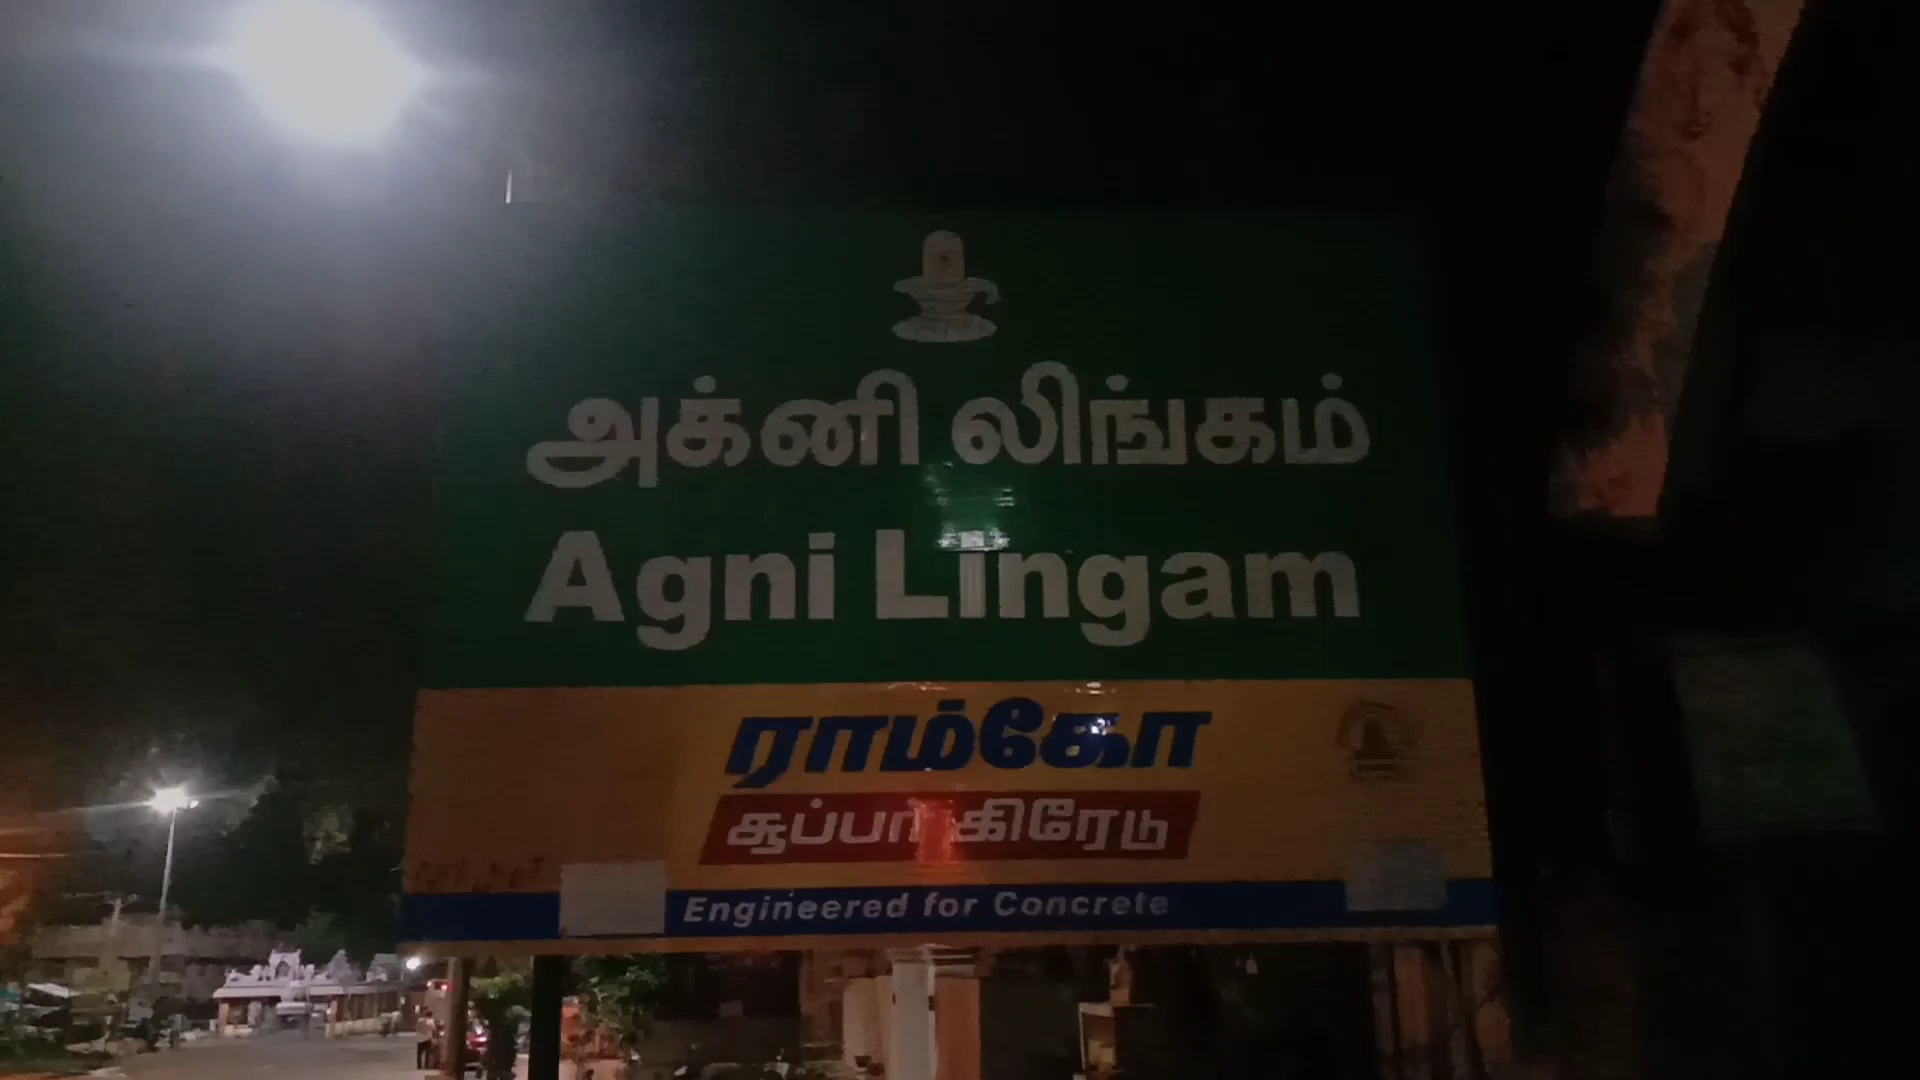 அக்னி லிங்கம்
Agni Lingam
ராம்கோ
சூப்பர் கிரேடு
Engineered for Concrete